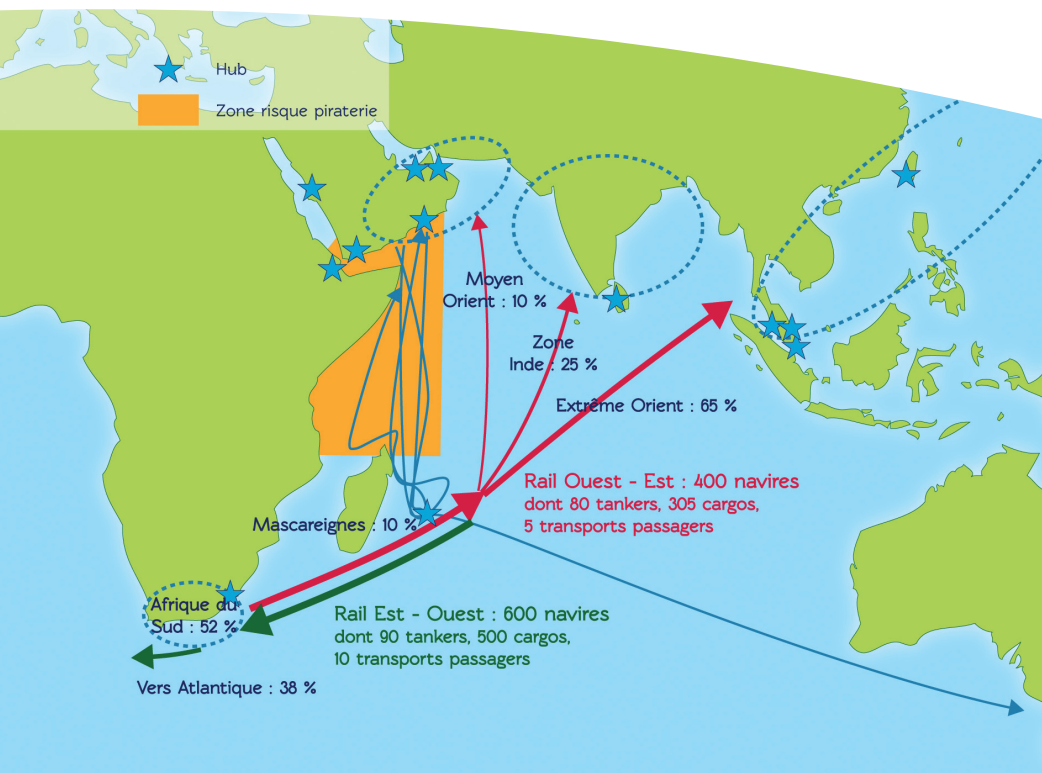 Hub
Zone risque piraterie
Moyen
Orient : 10 %
Zone
Inde : 25 %
Extrême Orient : 65 %
Rail Ouest - Est : 400 navires
dont 80 tankers, 305 cargos,
5 transports passagers
Mascareignes : 10 %
Afrique du
Sud : 52 %
Rail Est - Ouest : 600 navires
dont 90 tankers, 500 cargos,
10 transports passagers
Vers Atlantique : 38 %